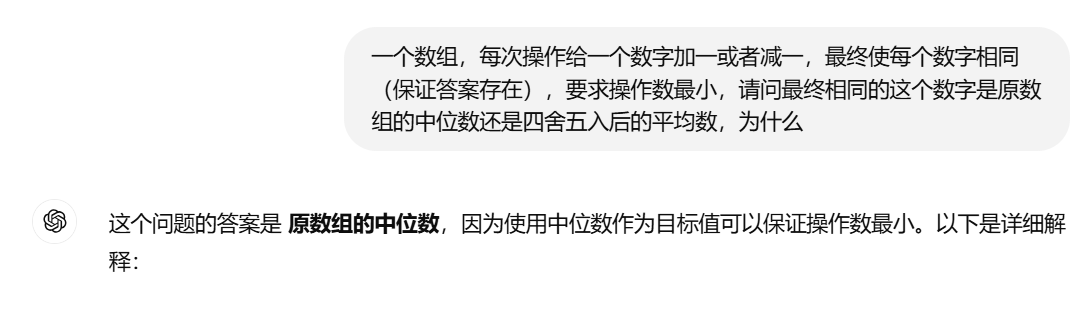 一个数组，每次操作给一个数字加一或者减一，最终使每个数字相同
（保证答案存在），要求操作数最小，请问最终相同的这个数字是原数
组的中位数还是四舍五入后的平均数，为什么
这个问题的答案是 原数组的中位数，因为使用中位数作为目标值可以保证操作数最小。以下是详细解
释：